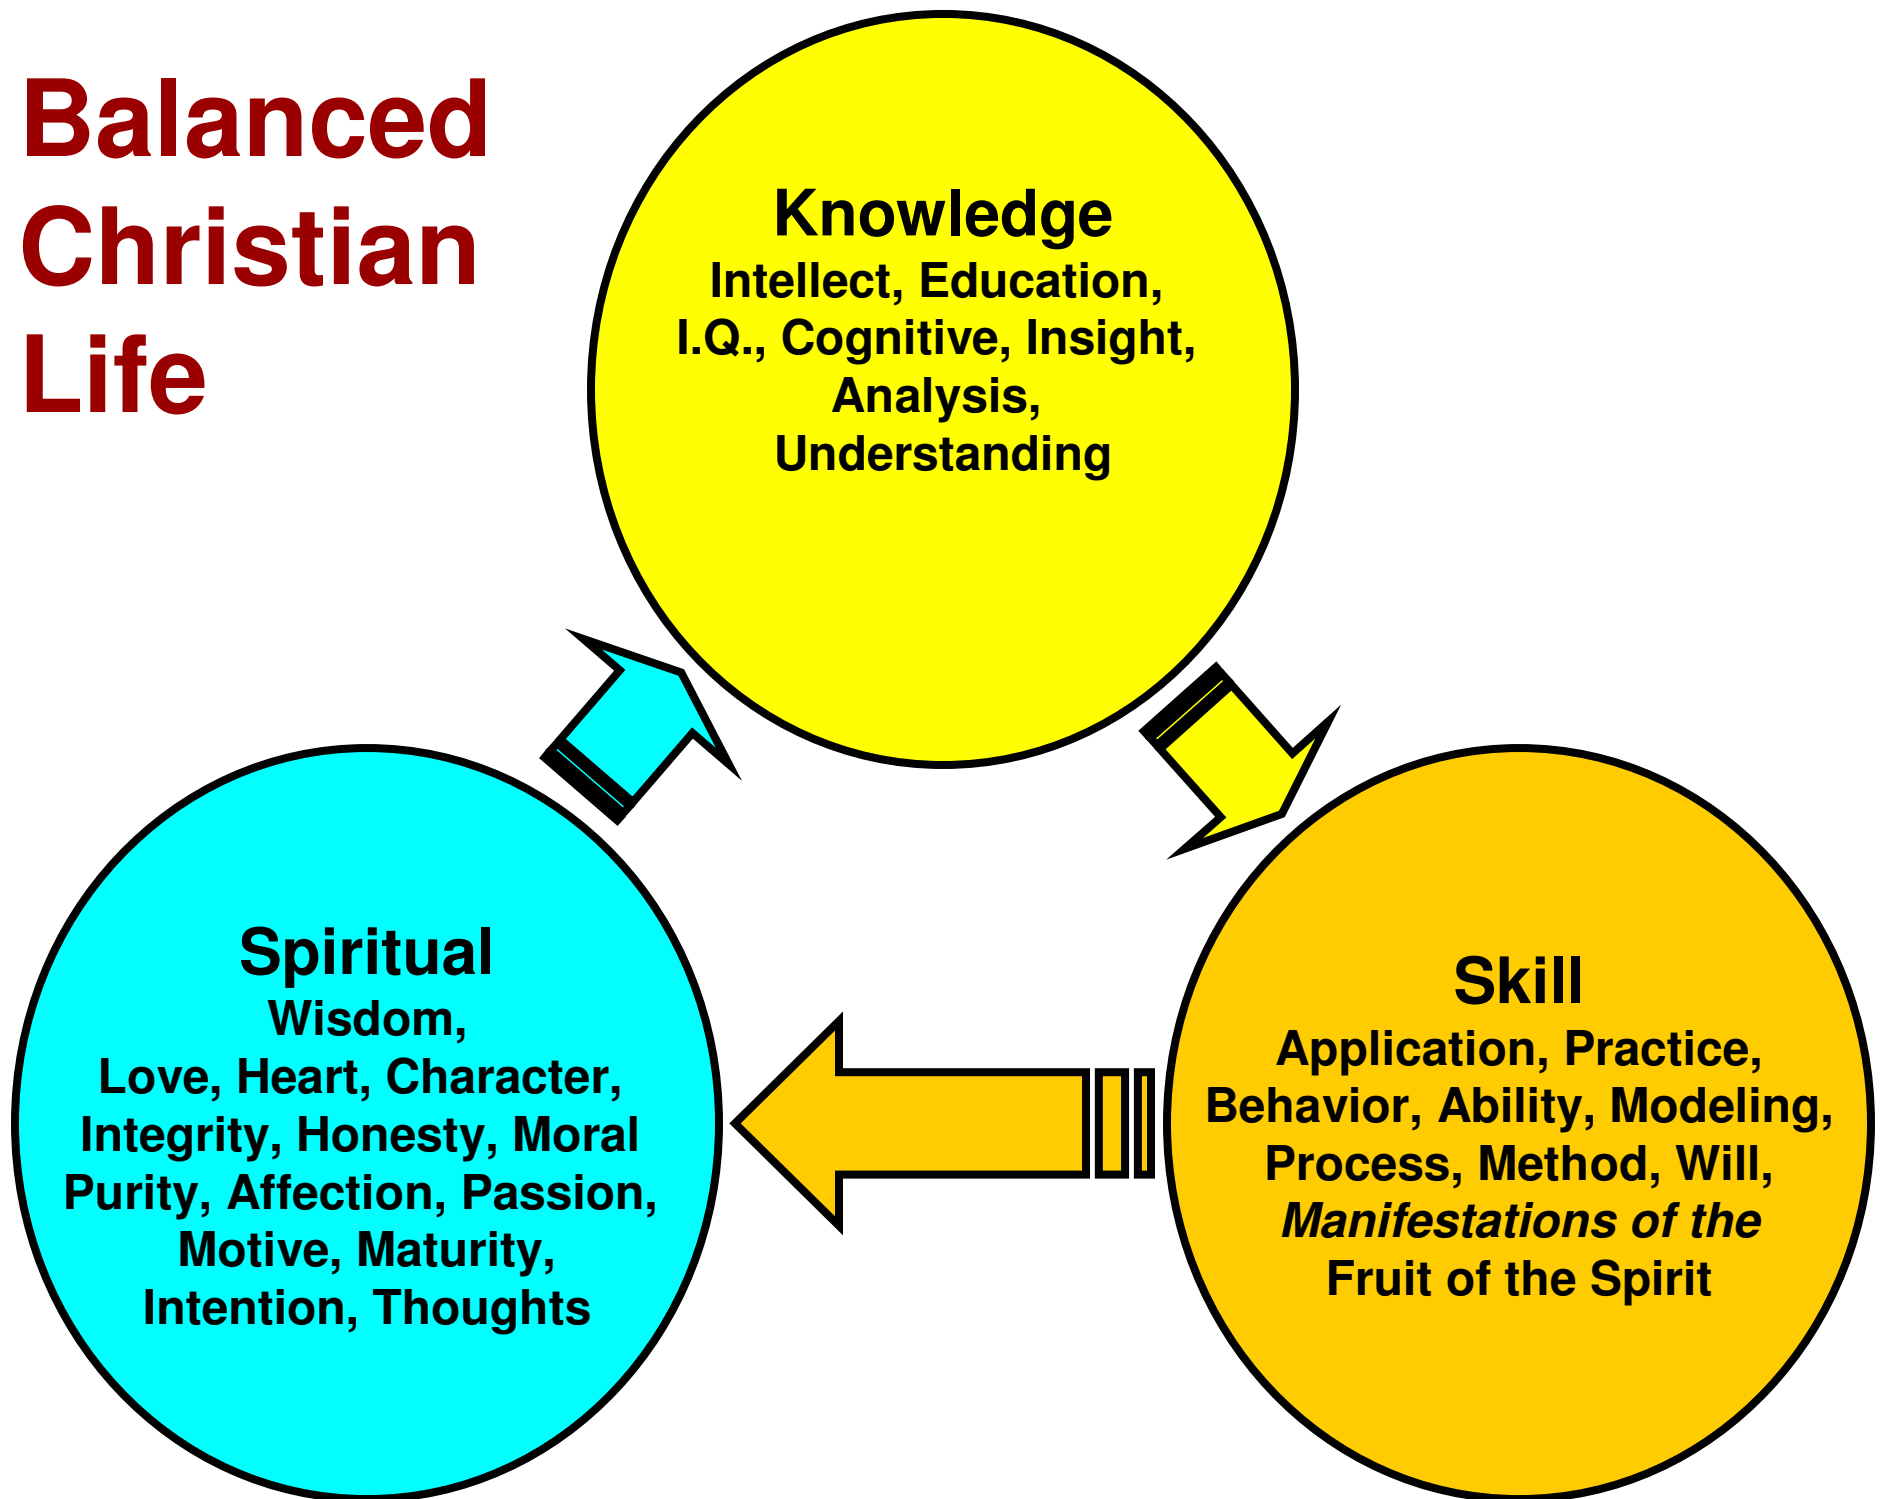 Balanced
Christian
Life
Knowledge
Intellect, Education,
I.Q., Cognitive, Insight,
Analysis,
Understanding
Spiritual
Wisdom,
Love, Heart, Character,
Integrity, Honesty, Moral
Purity, Affection, Passion,
Motive, Maturity,
Intention, Thoughts
Skill
Application, Practice,
Behavior, Ability, Modeling,
Process, Method, Will,
Manifestations of the
Fruit of the Spirit